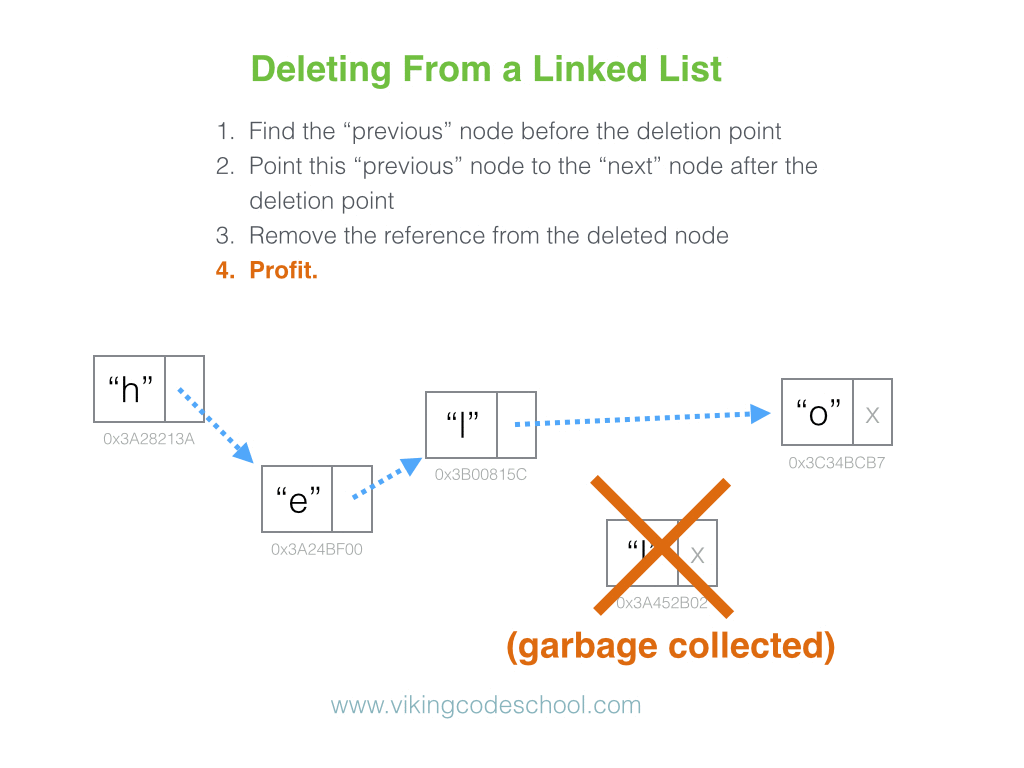 Deleting From a Linked List
1. Find the “previous” node before the deletion point
2. Point this “previous” node to the “next” node after the
deletion point
3. Remove the reference from the deleted node
4. Profit.
“h”
0x3A28213A
“e”
0x3A24BF00
“l”
0x3B00815C
“o” x
0x3C34BCB7
“l” x
0x3A452B02
(garbage collected)
www.vikingcodeschool.com